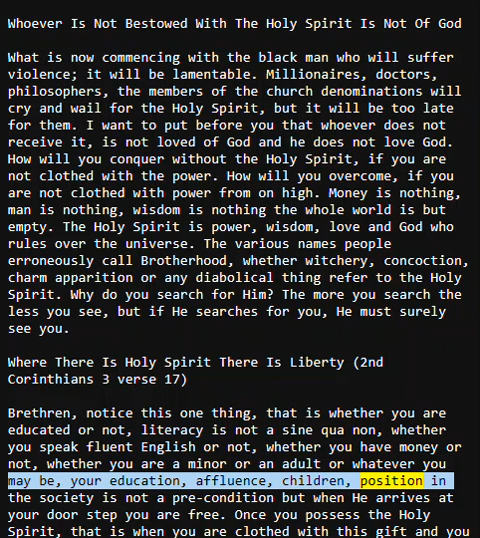 Whoever Is Not Bestowed With The Holy Spirit Is Not Of God
What is now commencing with the black man who will suffer
violence; it will be lamentable. Millionaires, doctors,
philosophers, the members of the church denominations will
cry and wail for the Holy Spirit, but it will be too late
for them. I want to put before you that whoever does not
receive it, is not loved of God and he does not love God.
How will you conquer without the Holy Spirit, if you are
not clothed with the power. How will you overcome, if you
are not clothed with power from on high. Money is nothing,
man is nothing, wisdom is nothing the whole world is but
empty. The Holy Spirit is power, wisdom, love and God who
rules over the universe. The various names people
erroneously call Brotherhood, whether witchery, concoction,
charm apparition or any diabolical thing refer to the Holy
Spirit. Why do you search for Him? The more you search the
less you see, but if He searches for you, He must surely
see you.
Where There Is Holy Spirit There Is Liberty (2nd
Corinthians 3 verse 17)
Brethren, notice this one thing, that is whether you are
educated or not, literacy is not a sine qua non, whether
you speak fluent English or not, whether you have money or
not, whether you are a minor or an adult or whatever you
may be, your education, affluence, children, position in
the society is not a pre-condition but when He arrives at
your door step you are free. Once you possess the Holy
Spirit, that is when you are clothed with this gift and you